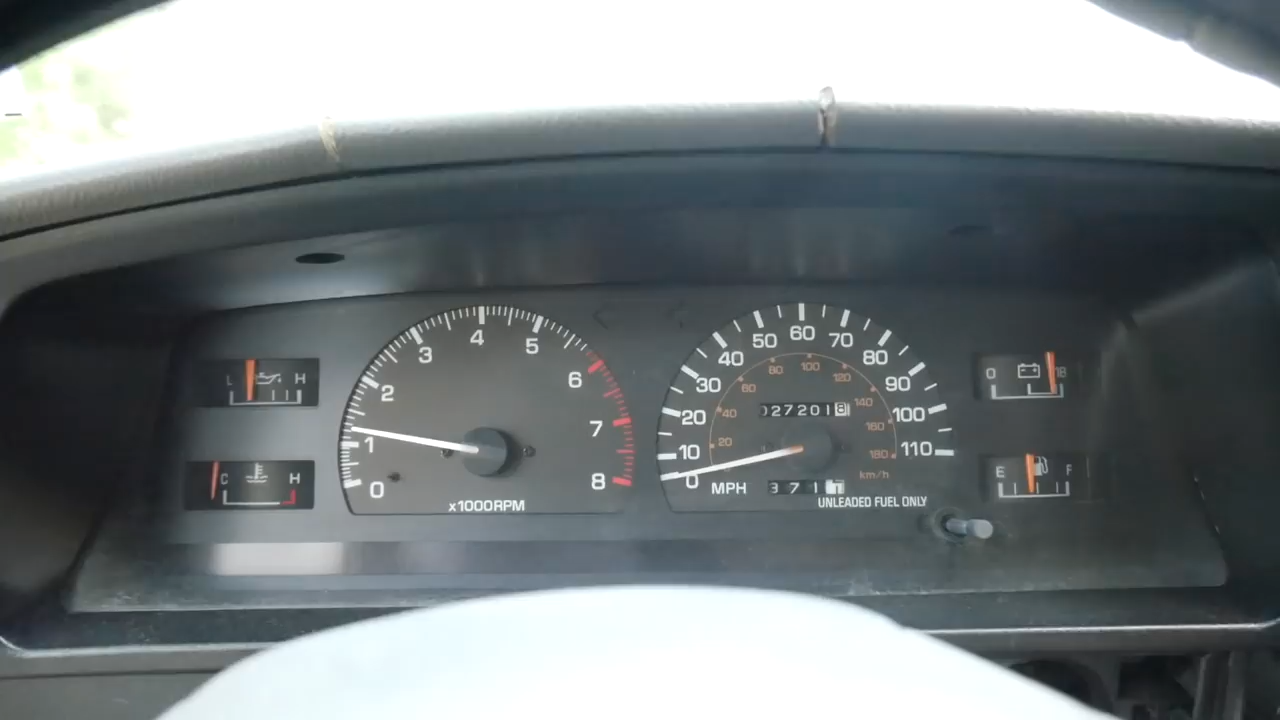 L H
C H
0 1 2 3 4 5 6 7 8
x1000RPM
0 10 20 30 40 50 60 70 80 90 100 110
20 40 60 80 100 120 140 160 180
km/h
027201 8
MPH
371
UNLEADED FUEL ONLY
0 18
E F